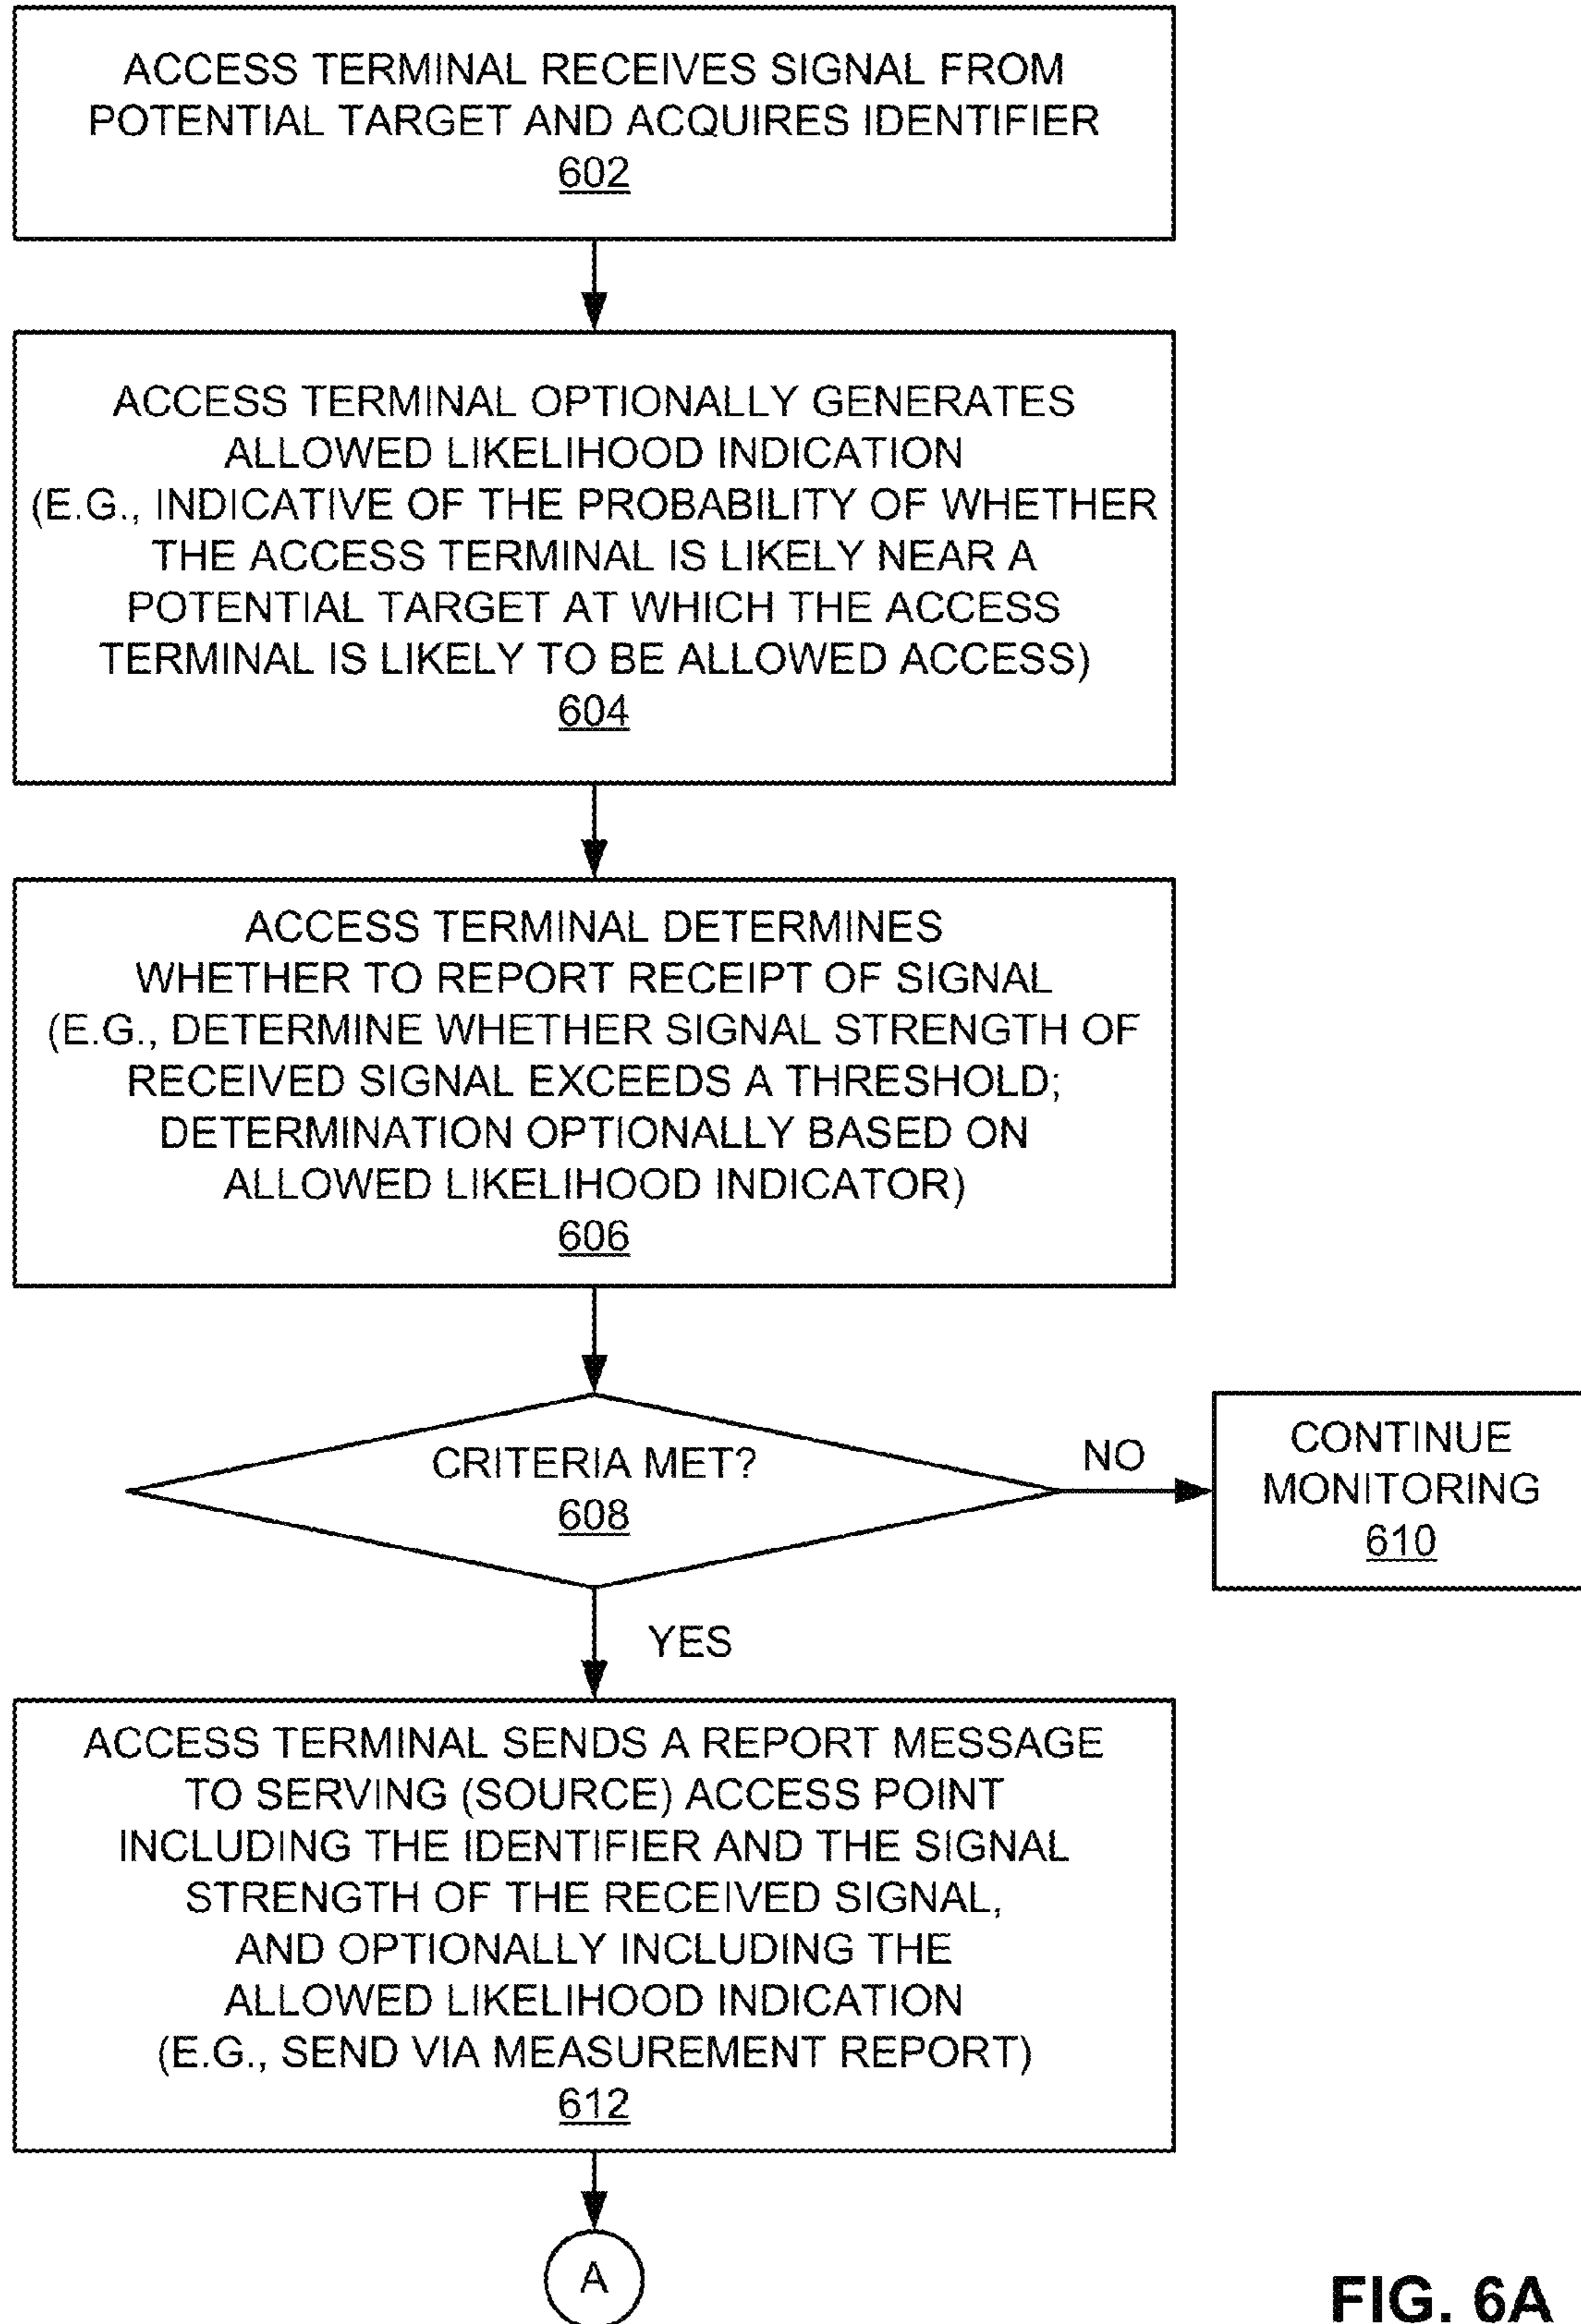 ACCESS TERMINAL RECEIVES SIGNAL FROM
POTENTIAL TARGET AND ACQUIRES IDENTIFIER
602
ACCESS TERMINAL OPTIONALLY GENERATES
ALLOWED LIKELIHOOD INDICATION
(E.G., INDICATIVE OF THE PROBABILITY OF WHETHER
THE ACCESS TERMINAL IS LIKELY NEAR A
POTENTIAL TARGET AT WHICH THE ACCESS
TERMINAL IS LIKELY TO BE ALLOWED ACCESS)
604
ACCESS TERMINAL DETERMINES
WHETHER TO REPORT RECEIPT OF SIGNAL
(E.G., DETERMINE WHETHER SIGNAL STRENGTH OF
RECEIVED SIGNAL EXCEEDS A THRESHOLD;
DETERMINATION OPTIONALLY BASED ON
ALLOWED LIKELIHOOD INDICATOR)
606
CRITERIA MET?
608
NO
CONTINUE
MONITORING
610
YES
ACCESS TERMINAL SENDS A REPORT MESSAGE
TO SERVING (SOURCE) ACCESS POINT
INCLUDING THE IDENTIFIER AND THE SIGNAL
STRENGTH OF THE RECEIVED SIGNAL,
AND OPTIONALLY INCLUDING THE
ALLOWED LIKELIHOOD INDICATION
(E.G., SEND VIA MEASUREMENT REPORT)
612
A
FIG. 6A